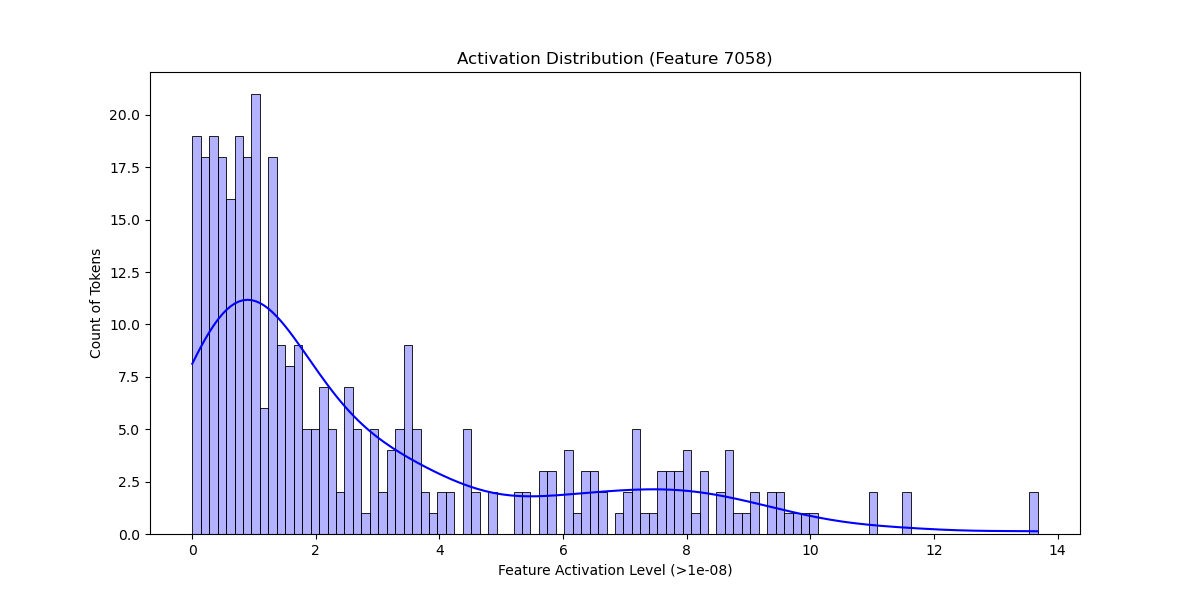 Activation Distribution (Feature 7058)
Count of Tokens
20.0
17.5
15.0
12.5
10.0
7.5
5.0
2.5
0.0
0 2 4 6 8 10 12 14
Feature Activation Level (>1e-08)